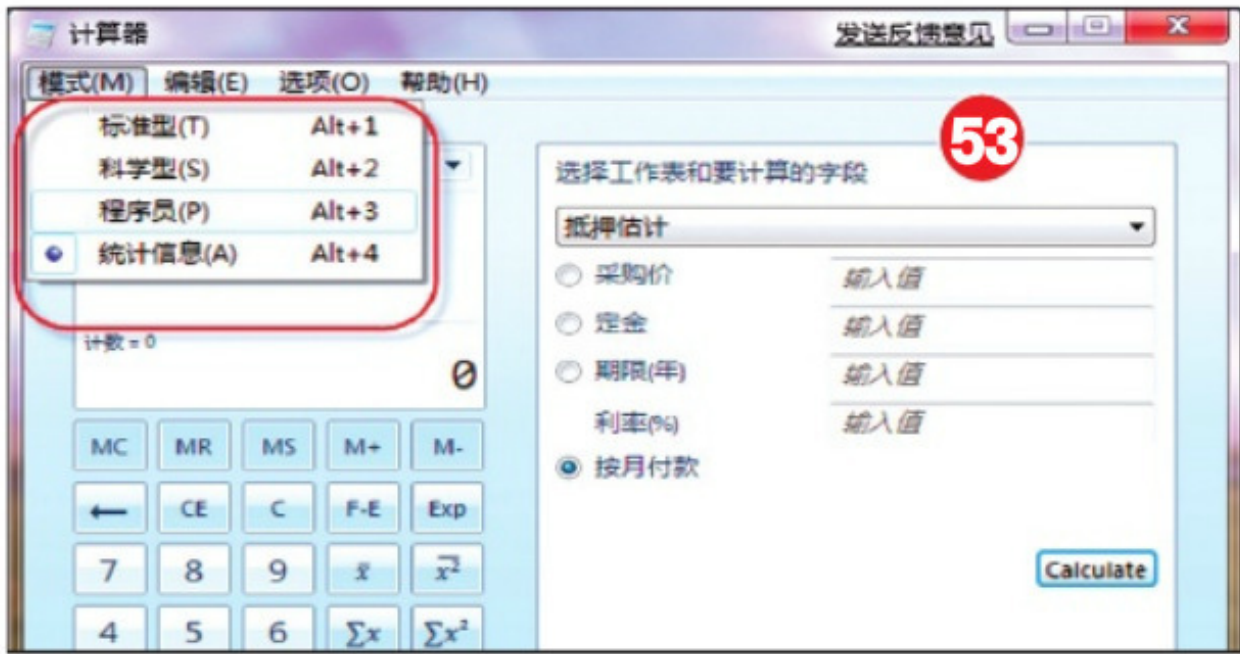 计算器
发送反馈意见
模式(M) 编辑(E) 选项(O) 帮助(H)
标准型(T) Alt+1
科学型(S) Alt+2
程序员(P) Alt+3
统计信息(A) Alt+4
计数 = 0
0
MC MR MS M+ M-
← CE C F-E Exp
7 8 9 x̄ x̄²
4 5 6 ∑x ∑x²
53
选择工作表和要计算的字段
抵押估计
采购价 输入值
定金 输入值
期限(年) 输入值
利率(%) 输入值
按月付款
Calculate